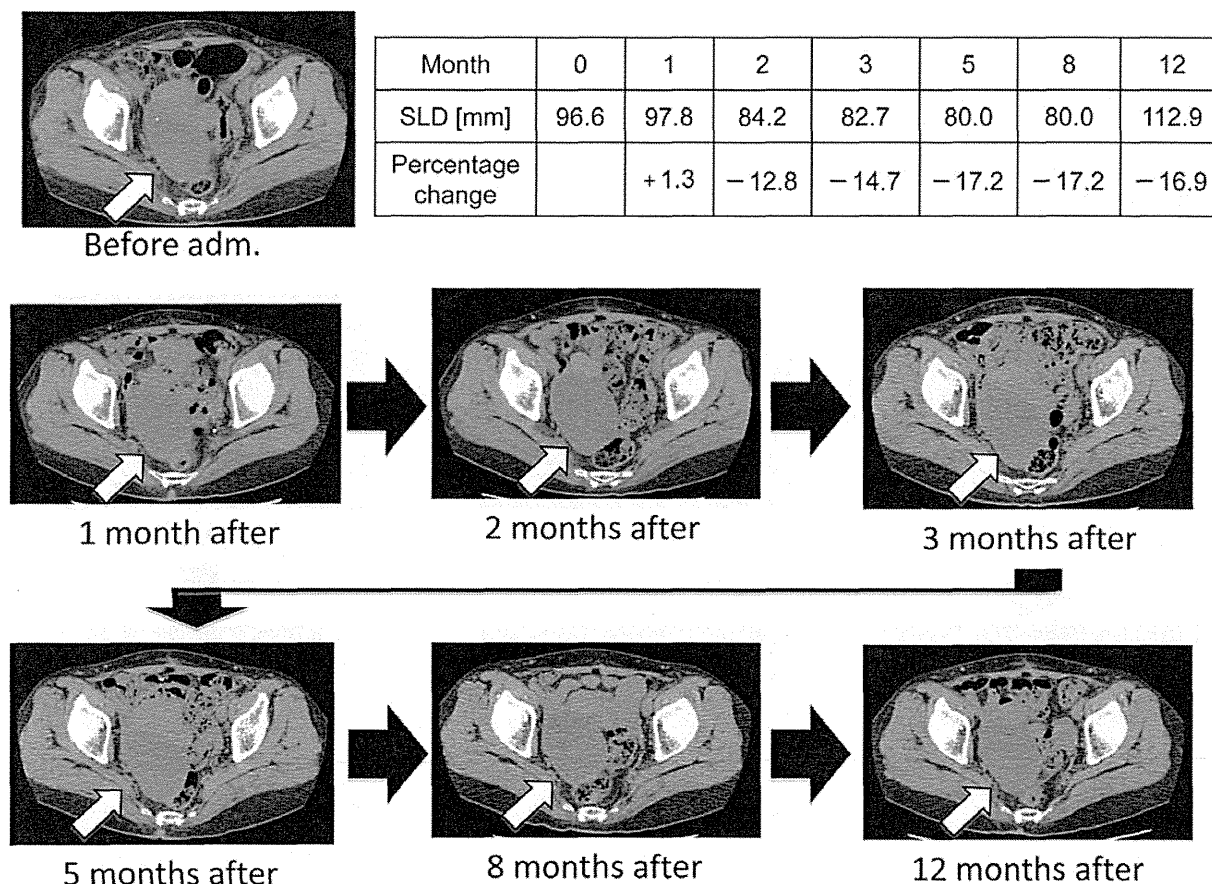 Month 0 1 2 3 5 8 12
SLD [mm] 96.6 97.8 84.2 82.7 80.0 80.0 112.9
Percentage change +1.3 −12.8 −14.7 −17.2 −17.2 −16.9
Before adm.
1 month after
2 months after
3 months after
5 months after
8 months after
12 months after